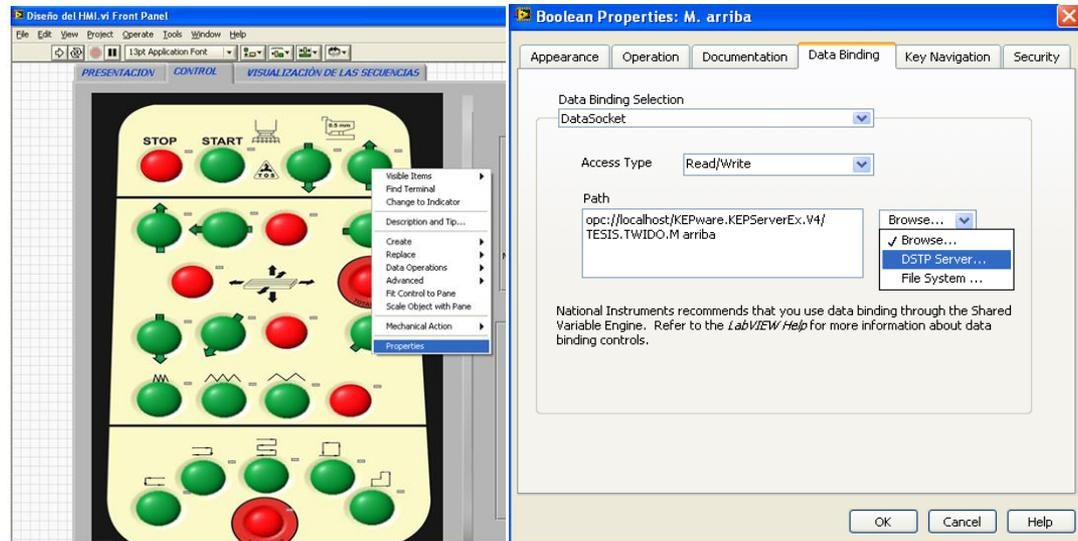 Diseño del HMI.vi Front Panel
File Edit View Project Operate Tools Window Help
13pt Application Font
PRESENTACION CONTROL VISUALIZACIÓN DE LAS SECUENCIAS
0.5 mm
STOP START
TOS
Visible Items
Find Terminal
Change to Indicator
Description and Tip...
Create
Replace
Data Operations
Advanced
Fit Control to Pane
Scale Object with Pane
Mechanical Action
Properties
Boolean Properties: M. arriba
Appearance Operation Documentation Data Binding Key Navigation Security
Data Binding Selection
DataSocket
Access Type Read/Write
Path
opc://localhost/KEPware.KEPServerEx.V4/
TESIS.TWIDO.M arriba
Browse...
✓ Browse...
DSTP Server...
File System ...
National Instruments recommends that you use data binding through the Shared
Variable Engine. Refer to the LabVIEW Help for more information about data
binding controls.
OK Cancel Help